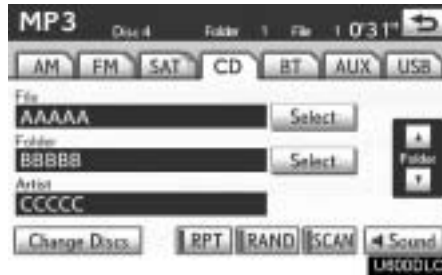 MP3 Disc 4 Folder 1 File 1 0'31"
AM FM SAT CD BT AUX USB
File
AAAAA Select
Folder
BBBBB Select
Folder
Artist
CCCCC
Change Discs RPT RAND SCAN Sound
U6000LC